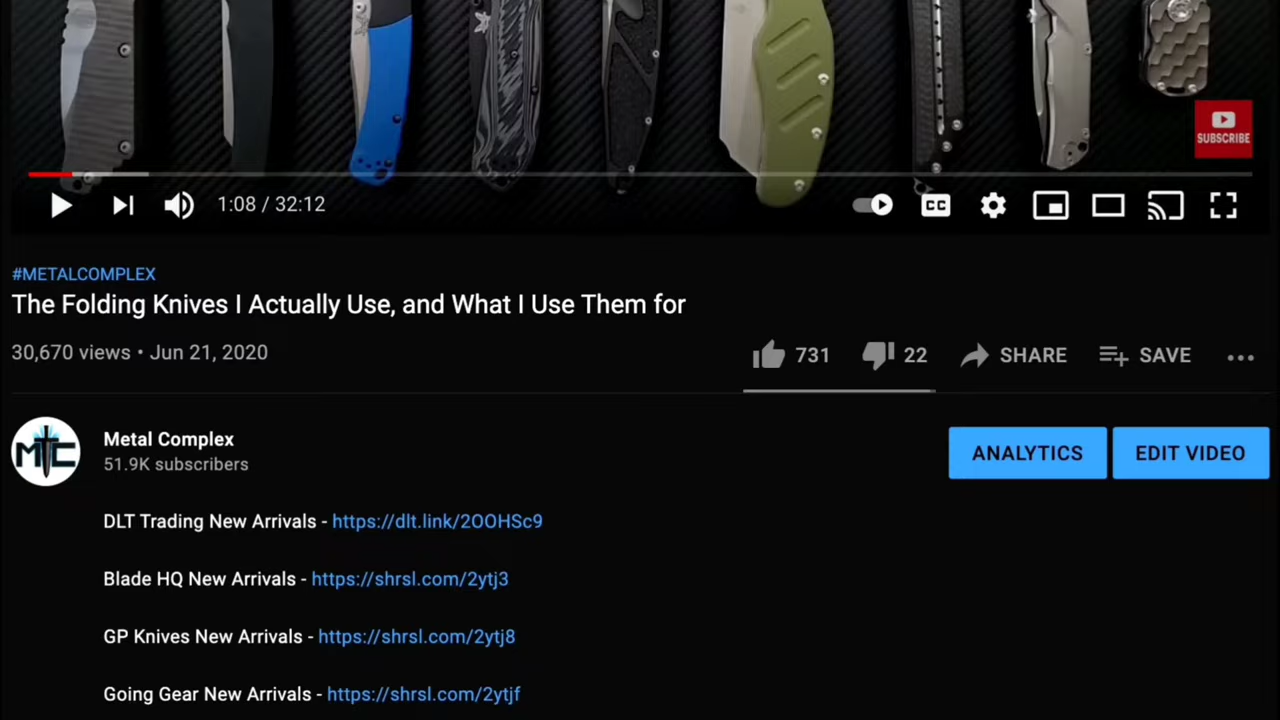 SUBSCRIBE
1:08 / 32:12
CC
#METALCOMPLEX
The Folding Knives I Actually Use, and What I Use Them for
30,670 views • Jun 21, 2020
731 22 SHARE SAVE
MTC
Metal Complex
51.9K subscribers
ANALYTICS EDIT VIDEO
DLT Trading New Arrivals - https://dlt.link/2OOHSc9
Blade HQ New Arrivals - https://shrsl.com/2ytj3
GP Knives New Arrivals - https://shrsl.com/2ytj8
Going Gear New Arrivals - https://shrsl.com/2ytjf